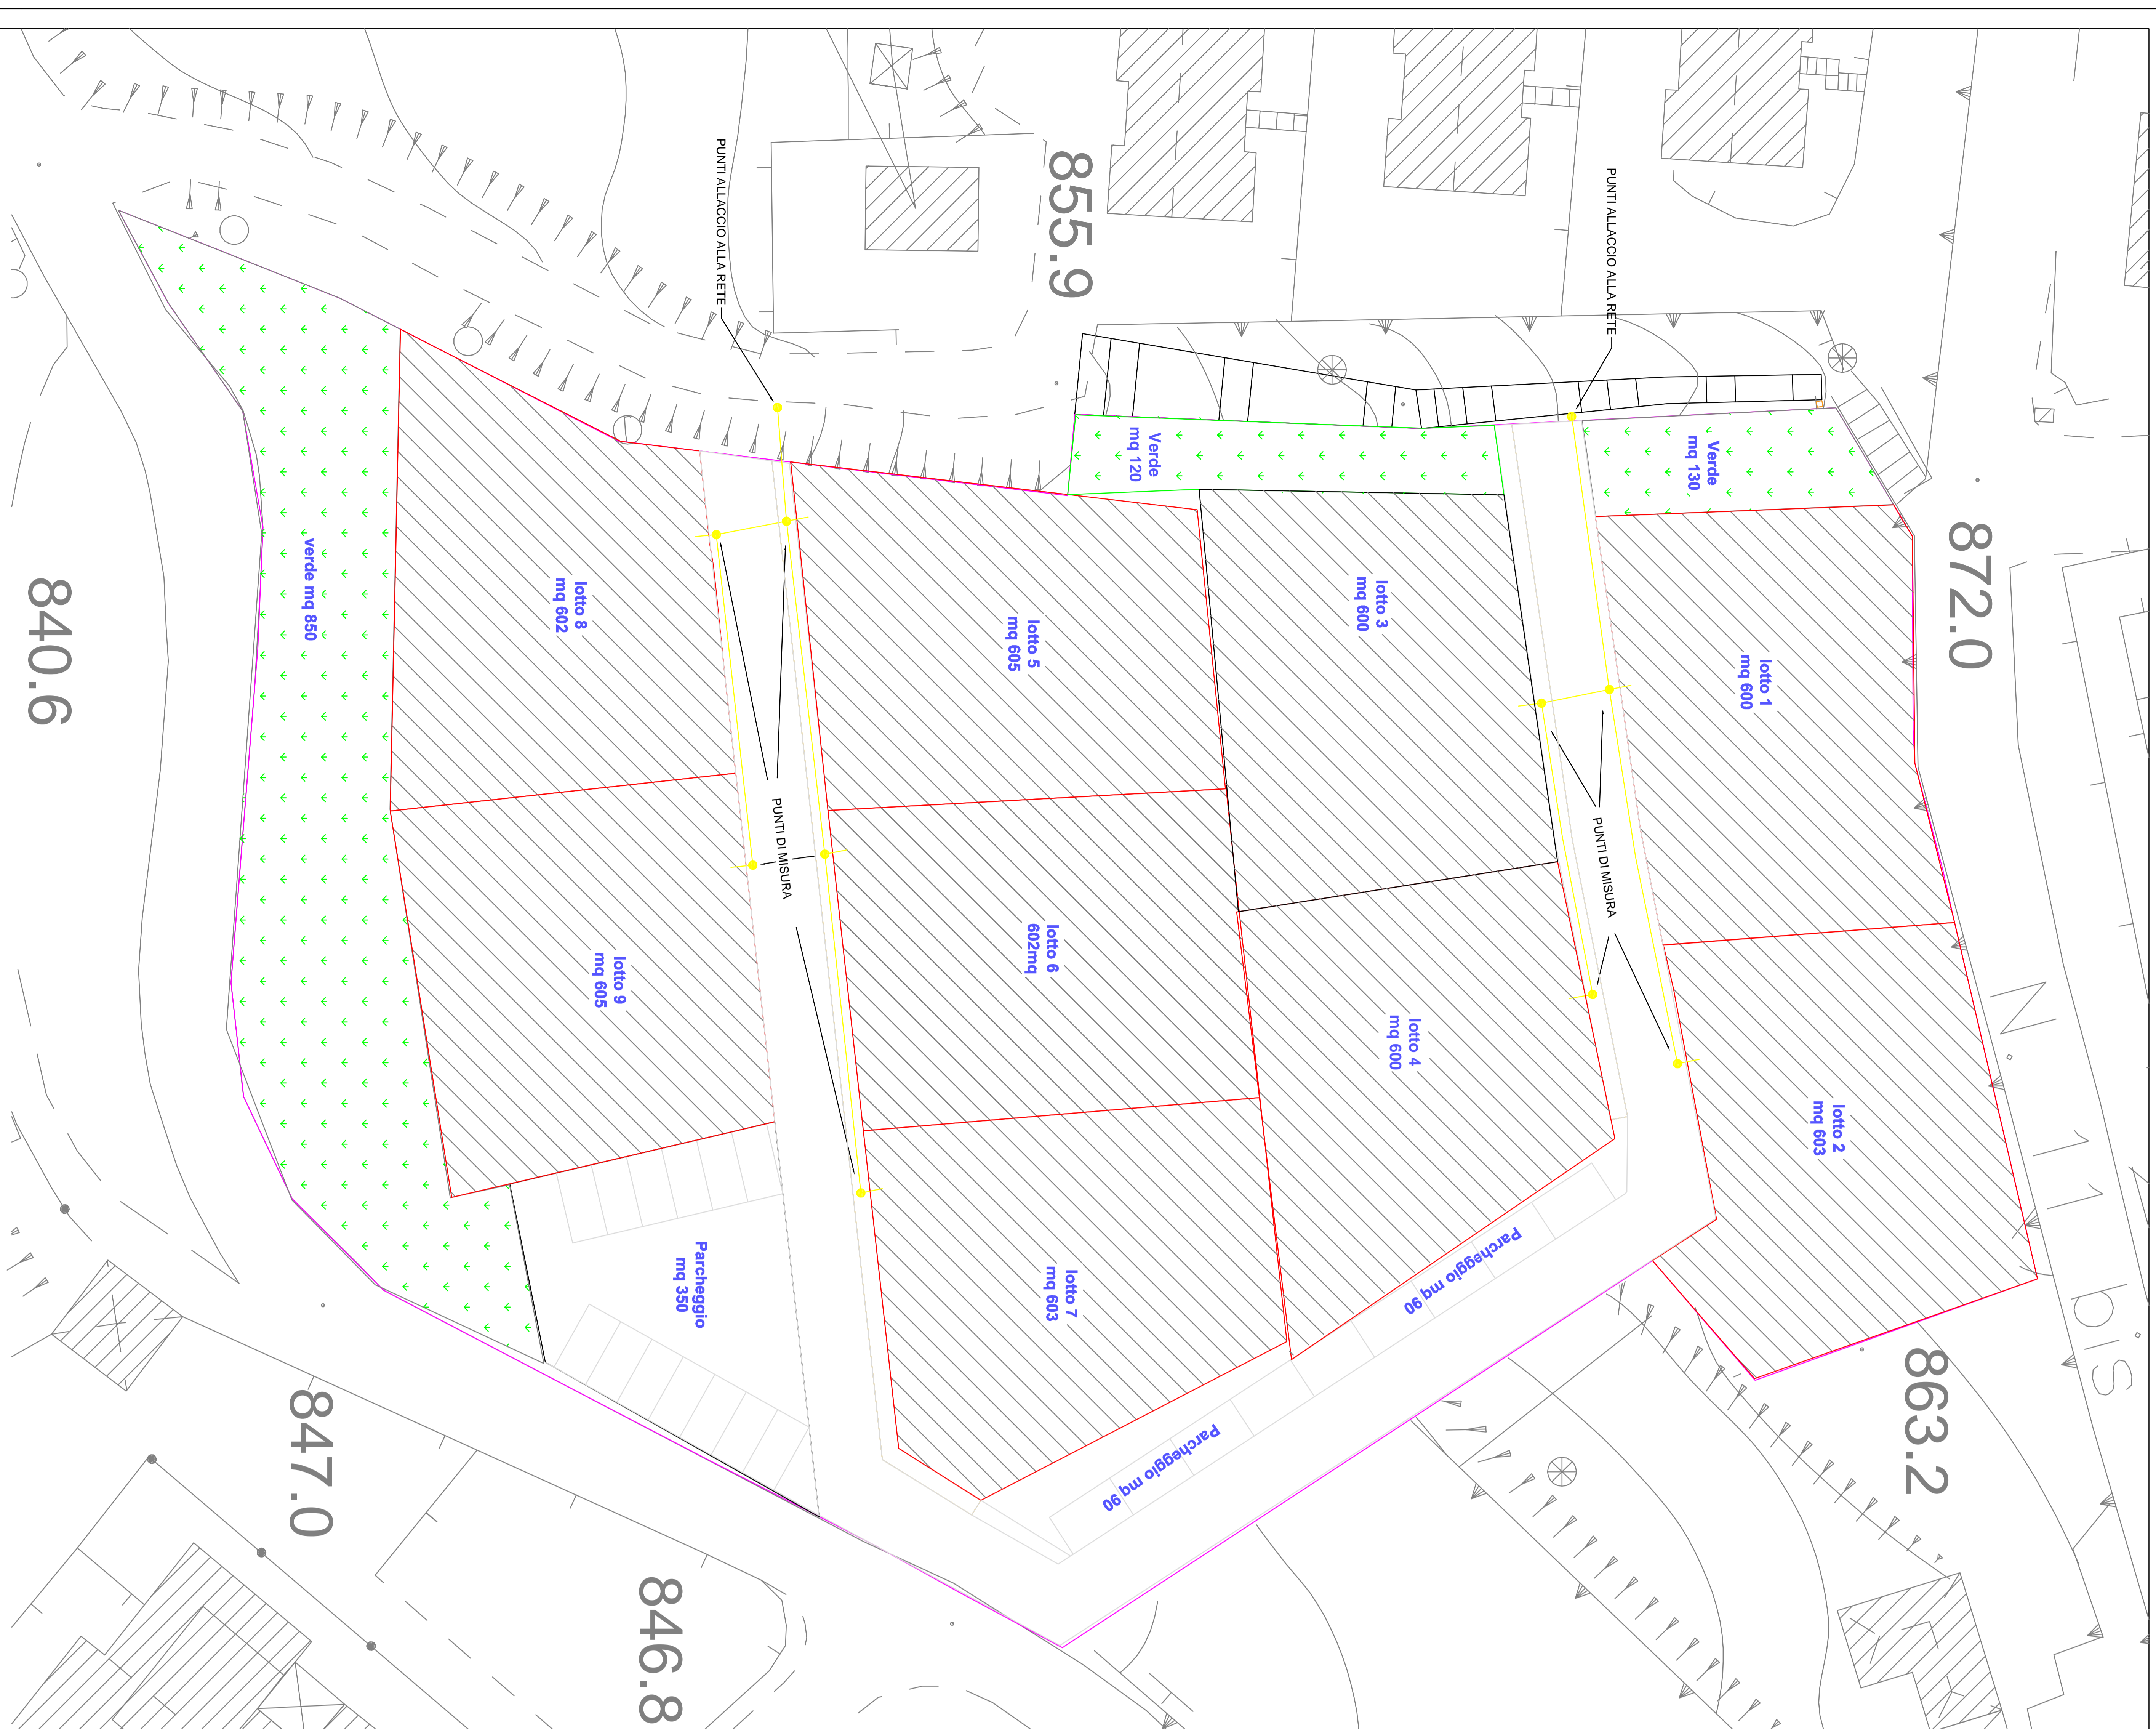 PUNTI ALLACCIO ALLA RETE
PUNTI ALLACCIO ALLA RETE
855.9
872.0
840.6
863.2
847.0
846.8
Verde
mq 120
Verde
mq 130
verde mq 850
lotto 8
mq 602
lotto 5
mq 605
lotto 3
mq 600
lotto 1
mq 600
PUNTI DI MISURA
PUNTI DI MISURA
lotto 9
mq 605
lotto 6
602mq
lotto 4
mq 600
lotto 2
mq 603
lotto 7
mq 603
Parcheggio
mq 350
Parcheggio mq 90
Parcheggio mq 90